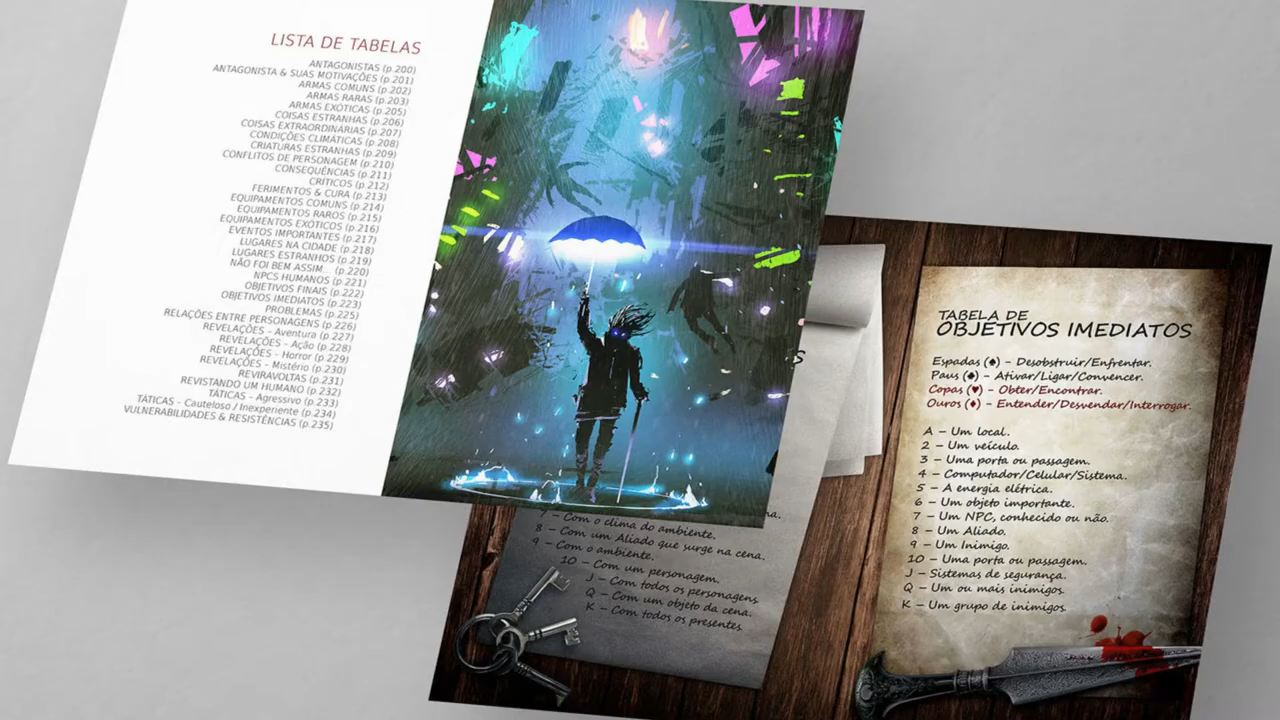 LISTA DE TABELAS
ANTAGONISTAS (p.200)
ANTAGONISTA & SUAS MOTIVAÇÕES (p.201)
ARMAS COMUNS (p.202)
ARMAS RARAS (p.203)
ARMAS EXÓTICAS (p.205)
COISAS ESTRANHAS (p.206)
COISAS EXTRAORDINÁRIAS (p.207)
CONDIÇÕES CLIMÁTICAS (p.208)
CRIATURAS ESTRANHAS (p.209)
CONFLITOS DE PERSONAGEM (p.210)
CONSEQUÊNCIAS (p.211)
CRÍTICOS (p.212)
FERIMENTOS & CURA (p.213)
EQUIPAMENTOS COMUNS (p.214)
EQUIPAMENTOS RAROS (p.215)
EQUIPAMENTOS EXÓTICOS (p.216)
EVENTOS IMPORTANTES (p.217)
LUGARES NA CIDADE (p.218)
LUGARES ESTRANHOS (p.219)
NÃO FOI BEM ASSIM... (p.220)
NPCS HUMANOS (p.221)
OBJETIVOS FINAIS (p.222)
OBJETIVOS IMEDIATOS (p.223)
PROBLEMAS (p.225)
RELAÇÕES ENTRE PERSONAGENS (p.226)
REVELAÇÕES – Aventura (p.227)
REVELAÇÕES – Ação (p.228)
REVELAÇÕES – Horror (p.229)
REVELAÇÕES – Mistério (p.230)
REVIRAVOLTAS (p.231)
REVISTANDO UM HUMANO (p.232)
TÁTICAS – Agressivo (p.233)
TÁTICAS – Cauteloso / Inexperiente (p.234)
VULNERABILIDADES & RESISTÊNCIAS (p.235)
7 – Com o clima do ambiente.
8 – Com um Aliado que surge na cena.
9 – Com o ambiente.
10 – Com um personagem.
J – Com todos os personagens.
Q – Com um objeto da cena.
K – Com todos os presentes.
TABELA DE
OBJETIVOS IMEDIATOS
Espadas (♠) – Desobstruir/Enfrentar.
Paus (♣) – Ativar/Ligar/Convencer.
Copas (♥) – Obter/Encontrar.
Ouros (♦) – Entender/Desvendar/Interrogar.
A – Um local.
2 – Um veículo.
3 – Uma porta ou passagem.
4 – Computador/Celular/Sistema.
5 – A energia elétrica.
6 – Um objeto importante.
7 – Um NPC, conhecido ou não.
8 – Um Aliado.
9 – Um Inimigo.
10 – Uma porta ou passagem.
J – Sistemas de segurança.
Q – Um ou mais inimigos.
K – Um grupo de inimigos.